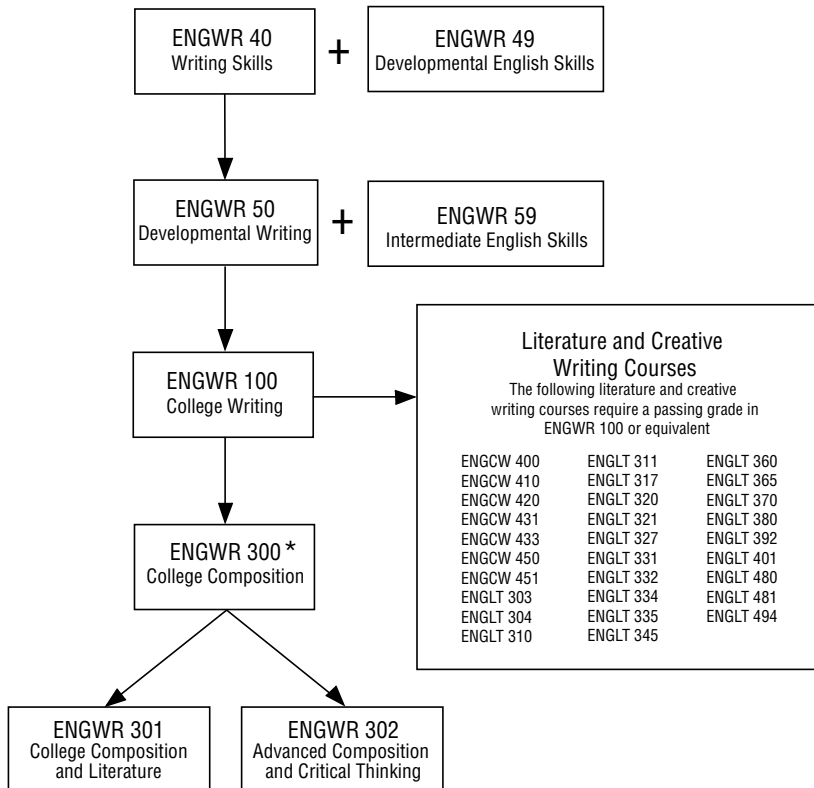 ENGWR 40
Writing Skills
+
ENGWR 49
Developmental English Skills
ENGWR 50
Developmental Writing
+
ENGWR 59
Intermediate English Skills
ENGWR 100
College Writing
Literature and Creative
Writing Courses
The following literature and creative
writing courses require a passing grade in
ENGWR 100 or equivalent
ENGCW 400
ENGCW 410
ENGCW 420
ENGCW 431
ENGCW 433
ENGCW 450
ENGCW 451
ENGLT 303
ENGLT 304
ENGLT 310
ENGLT 311
ENGLT 317
ENGLT 320
ENGLT 321
ENGLT 327
ENGLT 331
ENGLT 332
ENGLT 334
ENGLT 335
ENGLT 345
ENGLT 360
ENGLT 365
ENGLT 370
ENGLT 380
ENGLT 392
ENGLT 401
ENGLT 480
ENGLT 481
ENGLT 494
ENGWR 300*
College Composition
ENGWR 301
College Composition
and Literature
ENGWR 302
Advanced Composition
and Critical Thinking